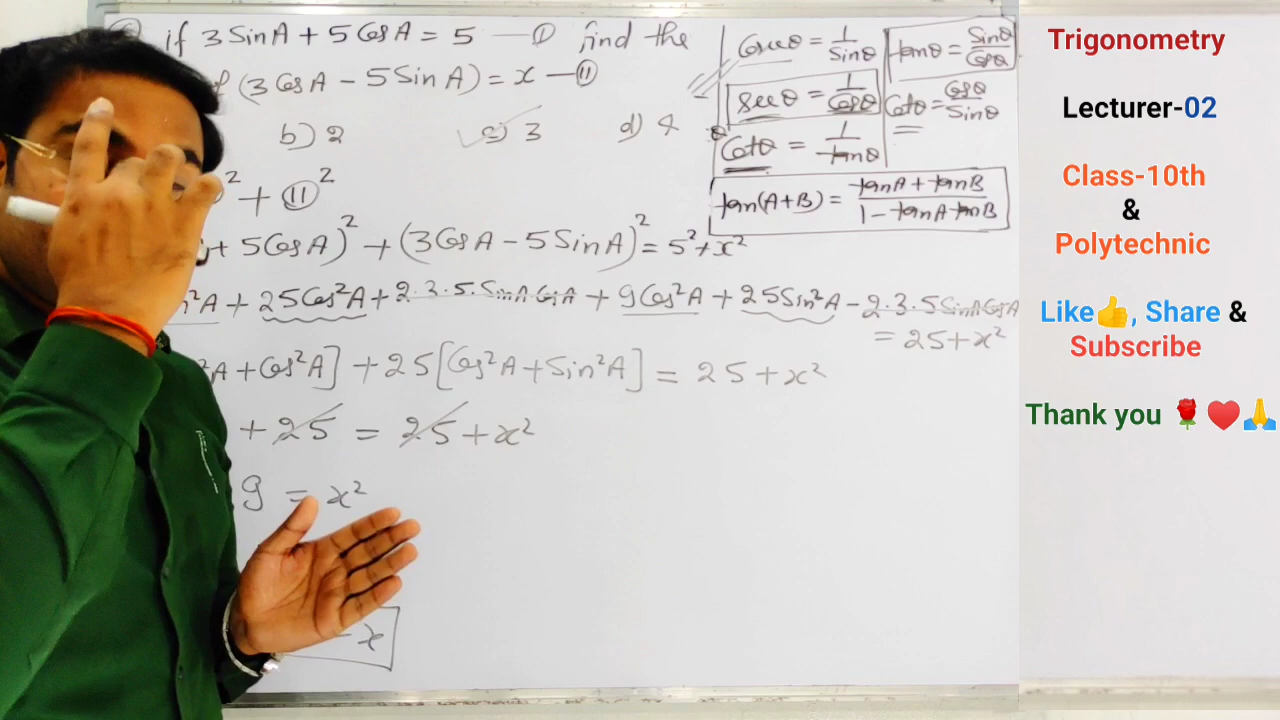 if 3 Sin A + 5 Cos A = 5 — Ⓘ find the
(3 Cos A - 5 Sin A) = x — Ⓘⓘ
b) 2 c) 3 d) 4
² + Ⓘⓘ²
+ 5 Cos A)² + (3 Cos A - 5 Sin A)² = 5² + x²
²A + 25 Cos²A + 2.3.5. Sin A Cos A + 9 Cos²A + 25 Sin²A - 2.3.5 Sin A Cos A
= 25 + x²
²A + Cos²A] + 25 [Cos²A + Sin²A] = 25 + x²
+ 25 = 25 + x²
9 = x²
x
Cosecθ = 1/Sinθ
secθ = 1/Cosθ
Cotθ = 1/tanθ
tanθ = Sinθ/Cosθ
Cotθ = Cosθ/Sinθ
tan(A+B) = tanA + tanB / 1 - tanA tanB
Trigonometry
Lecturer-02
Class-10th
&
Polytechnic
Like👍, Share &
Subscribe
Thank you 🌹♥️🙏